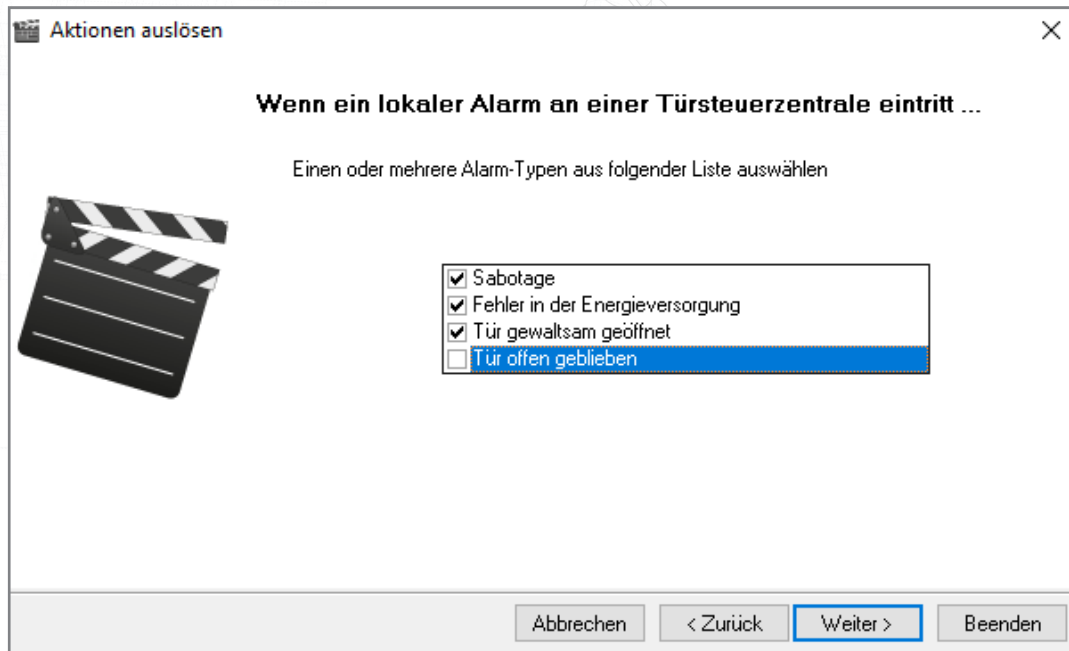 Aktionen auslösen
Wenn ein lokaler Alarm an einer Türsteuerzentrale eintritt ...
Einen oder mehrere Alarm-Typen aus folgender Liste auswählen
Sabotage
Fehler in der Energieversorgung
Tür gewaltsam geöffnet
Tür offen geblieben
Abbrechen
< Zurück
Weiter >
Beenden